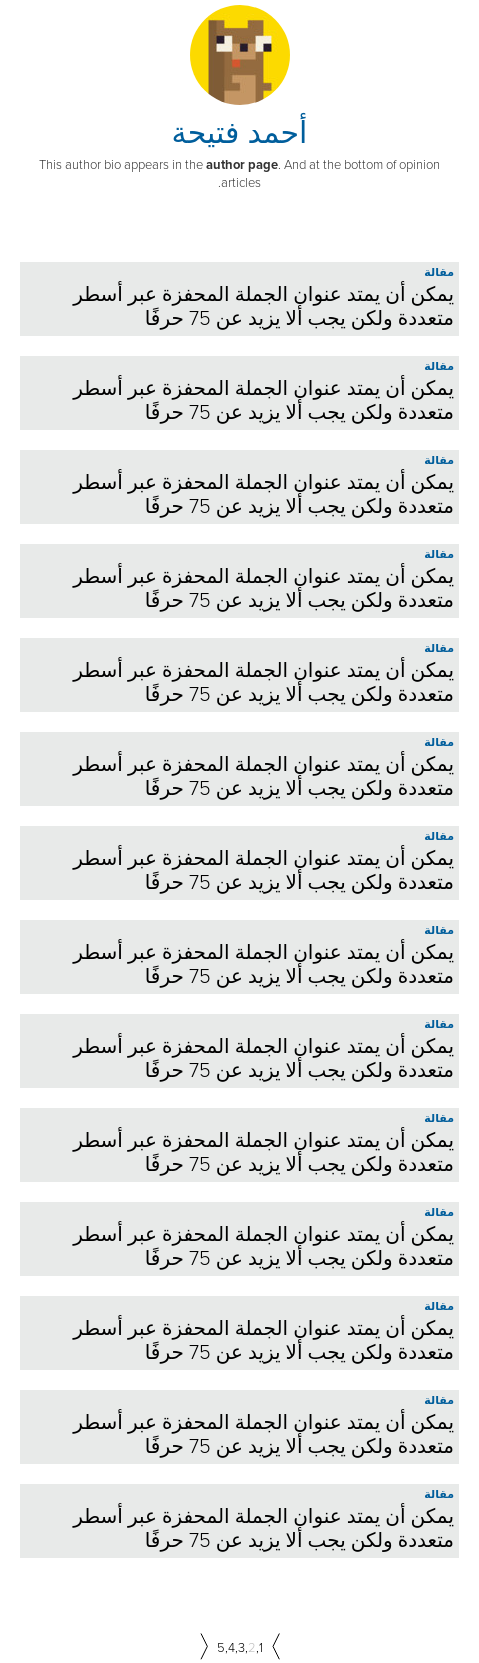 أحمد فتيحة
This author bio appears in the author page. And at the bottom of opinion
.articles
مقالة
يمكن أن يمتد عنوان الجملة المحفزة عبر أسطر
متعددة ولكن يجب ألا يزيد عن 75 حرفًا
مقالة
يمكن أن يمتد عنوان الجملة المحفزة عبر أسطر
متعددة ولكن يجب ألا يزيد عن 75 حرفًا
مقالة
يمكن أن يمتد عنوان الجملة المحفزة عبر أسطر
متعددة ولكن يجب ألا يزيد عن 75 حرفًا
مقالة
يمكن أن يمتد عنوان الجملة المحفزة عبر أسطر
متعددة ولكن يجب ألا يزيد عن 75 حرفًا
مقالة
يمكن أن يمتد عنوان الجملة المحفزة عبر أسطر
متعددة ولكن يجب ألا يزيد عن 75 حرفًا
مقالة
يمكن أن يمتد عنوان الجملة المحفزة عبر أسطر
متعددة ولكن يجب ألا يزيد عن 75 حرفًا
مقالة
يمكن أن يمتد عنوان الجملة المحفزة عبر أسطر
متعددة ولكن يجب ألا يزيد عن 75 حرفًا
مقالة
يمكن أن يمتد عنوان الجملة المحفزة عبر أسطر
متعددة ولكن يجب ألا يزيد عن 75 حرفًا
مقالة
يمكن أن يمتد عنوان الجملة المحفزة عبر أسطر
متعددة ولكن يجب ألا يزيد عن 75 حرفًا
مقالة
يمكن أن يمتد عنوان الجملة المحفزة عبر أسطر
متعددة ولكن يجب ألا يزيد عن 75 حرفًا
مقالة
يمكن أن يمتد عنوان الجملة المحفزة عبر أسطر
متعددة ولكن يجب ألا يزيد عن 75 حرفًا
مقالة
يمكن أن يمتد عنوان الجملة المحفزة عبر أسطر
متعددة ولكن يجب ألا يزيد عن 75 حرفًا
مقالة
يمكن أن يمتد عنوان الجملة المحفزة عبر أسطر
متعددة ولكن يجب ألا يزيد عن 75 حرفًا
مقالة
يمكن أن يمتد عنوان الجملة المحفزة عبر أسطر
متعددة ولكن يجب ألا يزيد عن 75 حرفًا
5,4,3,2,1